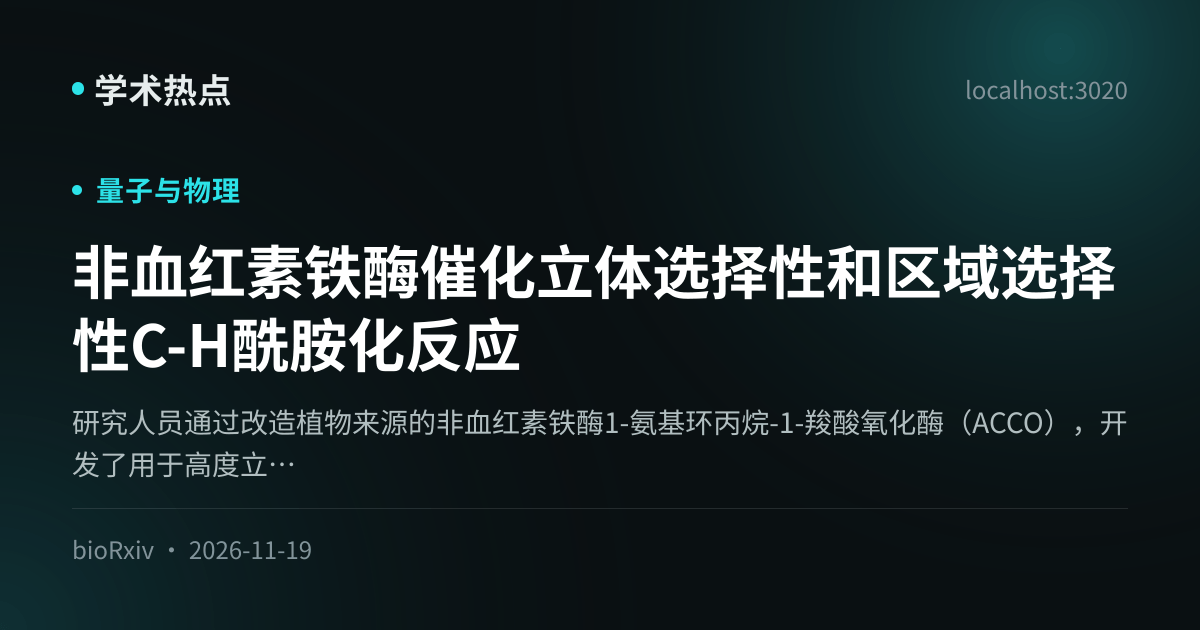 学术热点
localhost:3020
量子与物理
非血红素铁酶催化立体选择性和区域选择
性C-H酰胺化反应
研究人员通过改造植物来源的非血红素铁酶1-氨基环丙烷-1-羧酸氧化酶（ACCO），开
发了用于高度立…
bioRxiv • 2026-11-19